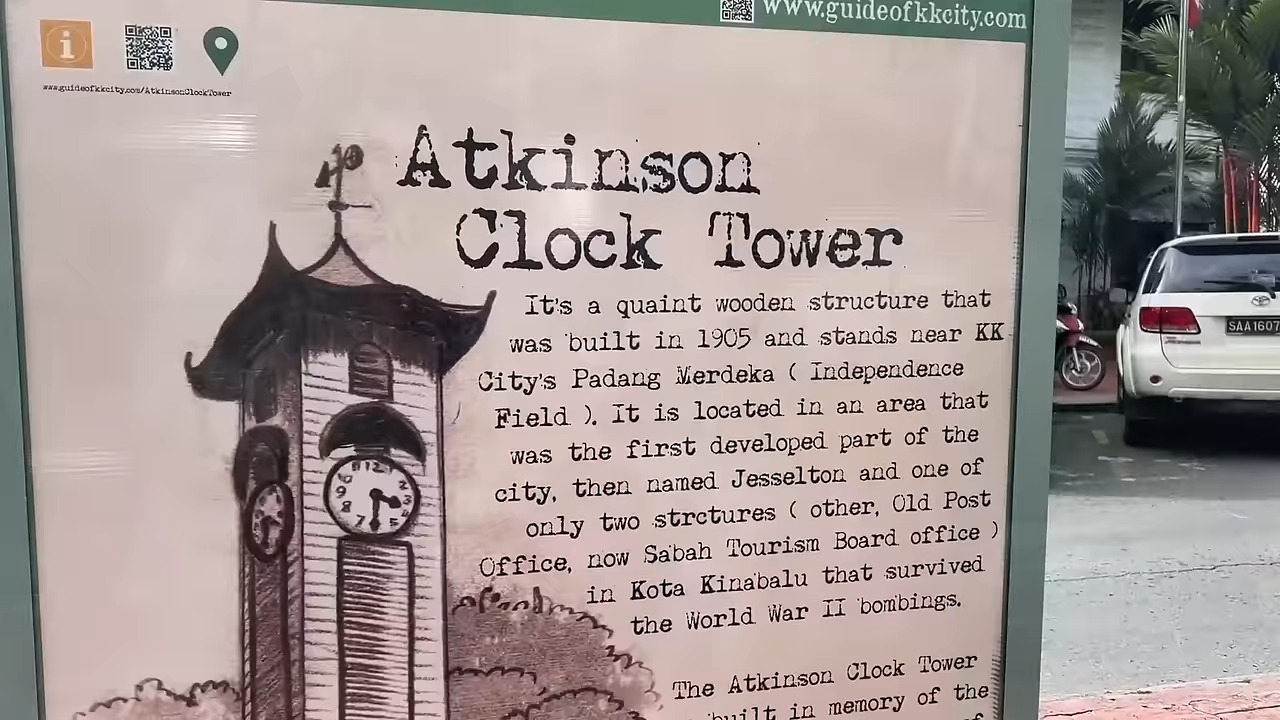 www.guideofkkcity.com
i
www.guideofkkcity.com/AtkinsonClockTower
Atkinson
Clock Tower
It's a quaint wooden structure that
was built in 1905 and stands near KK
City's Padang Merdeka ( Independence
Field ). It is located in an area that
was the first developed part of the
city, then named Jesselton and one of
only two strctures ( other, Old Post
Office, now Sabah Tourism Board office )
in Kota Kinabalu that survived
the World War II bombings.
The Atkinson Clock Tower
built in memory of the
of
SAA1607